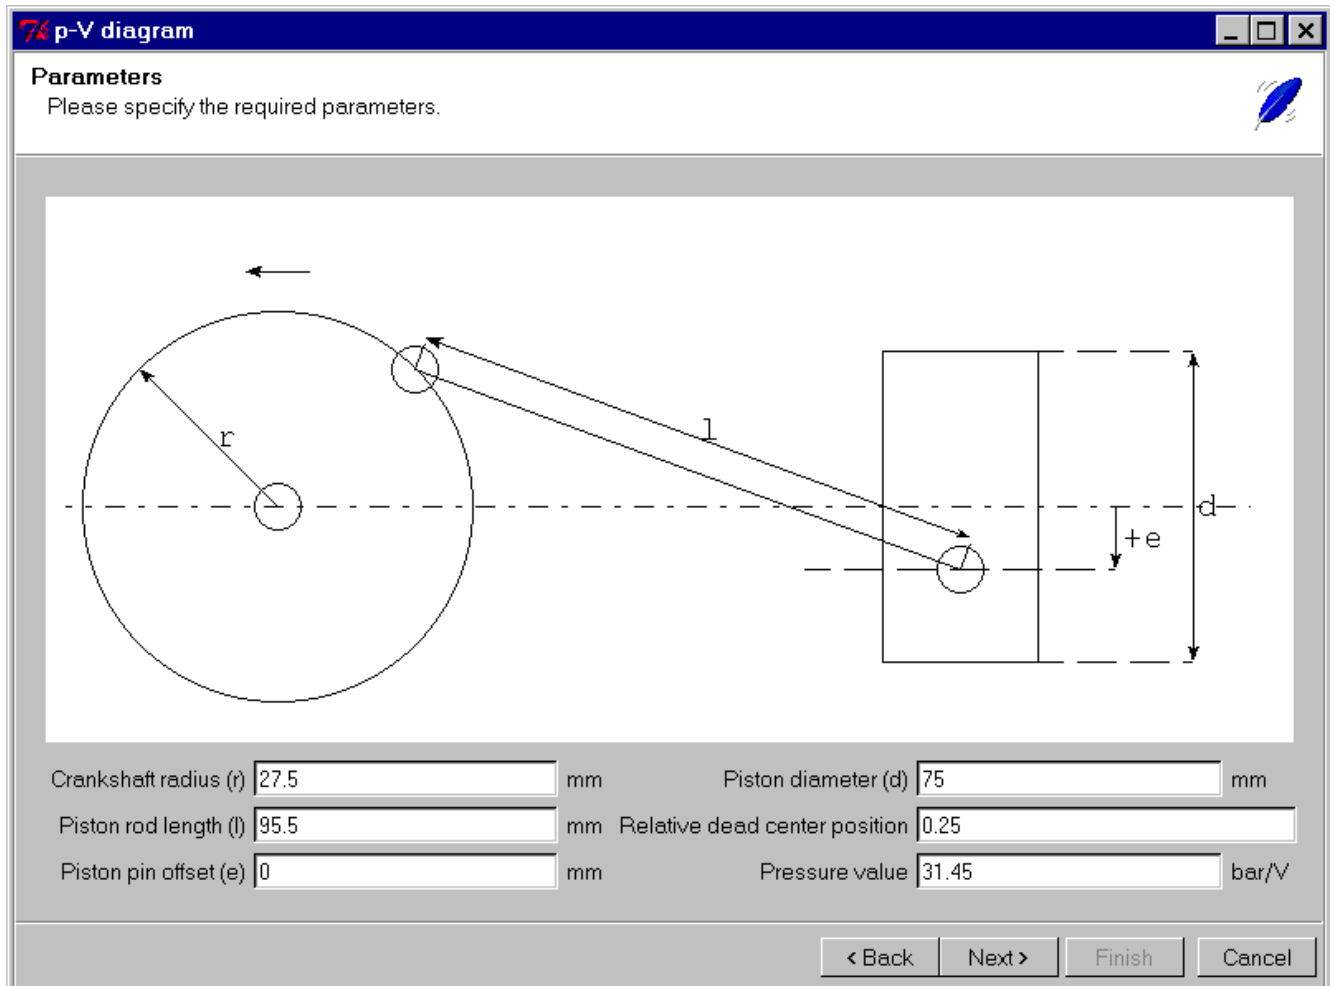 p-V diagram
Parameters
Please specify the required parameters.
r
l
d
+e
Crankshaft radius (r) 27.5 mm Piston diameter (d) 75 mm
Piston rod length (l) 95.5 mm Relative dead center position 0.25
Piston pin offset (e) 0 mm Pressure value 31.45 bar/V
< Back Next > Finish Cancel